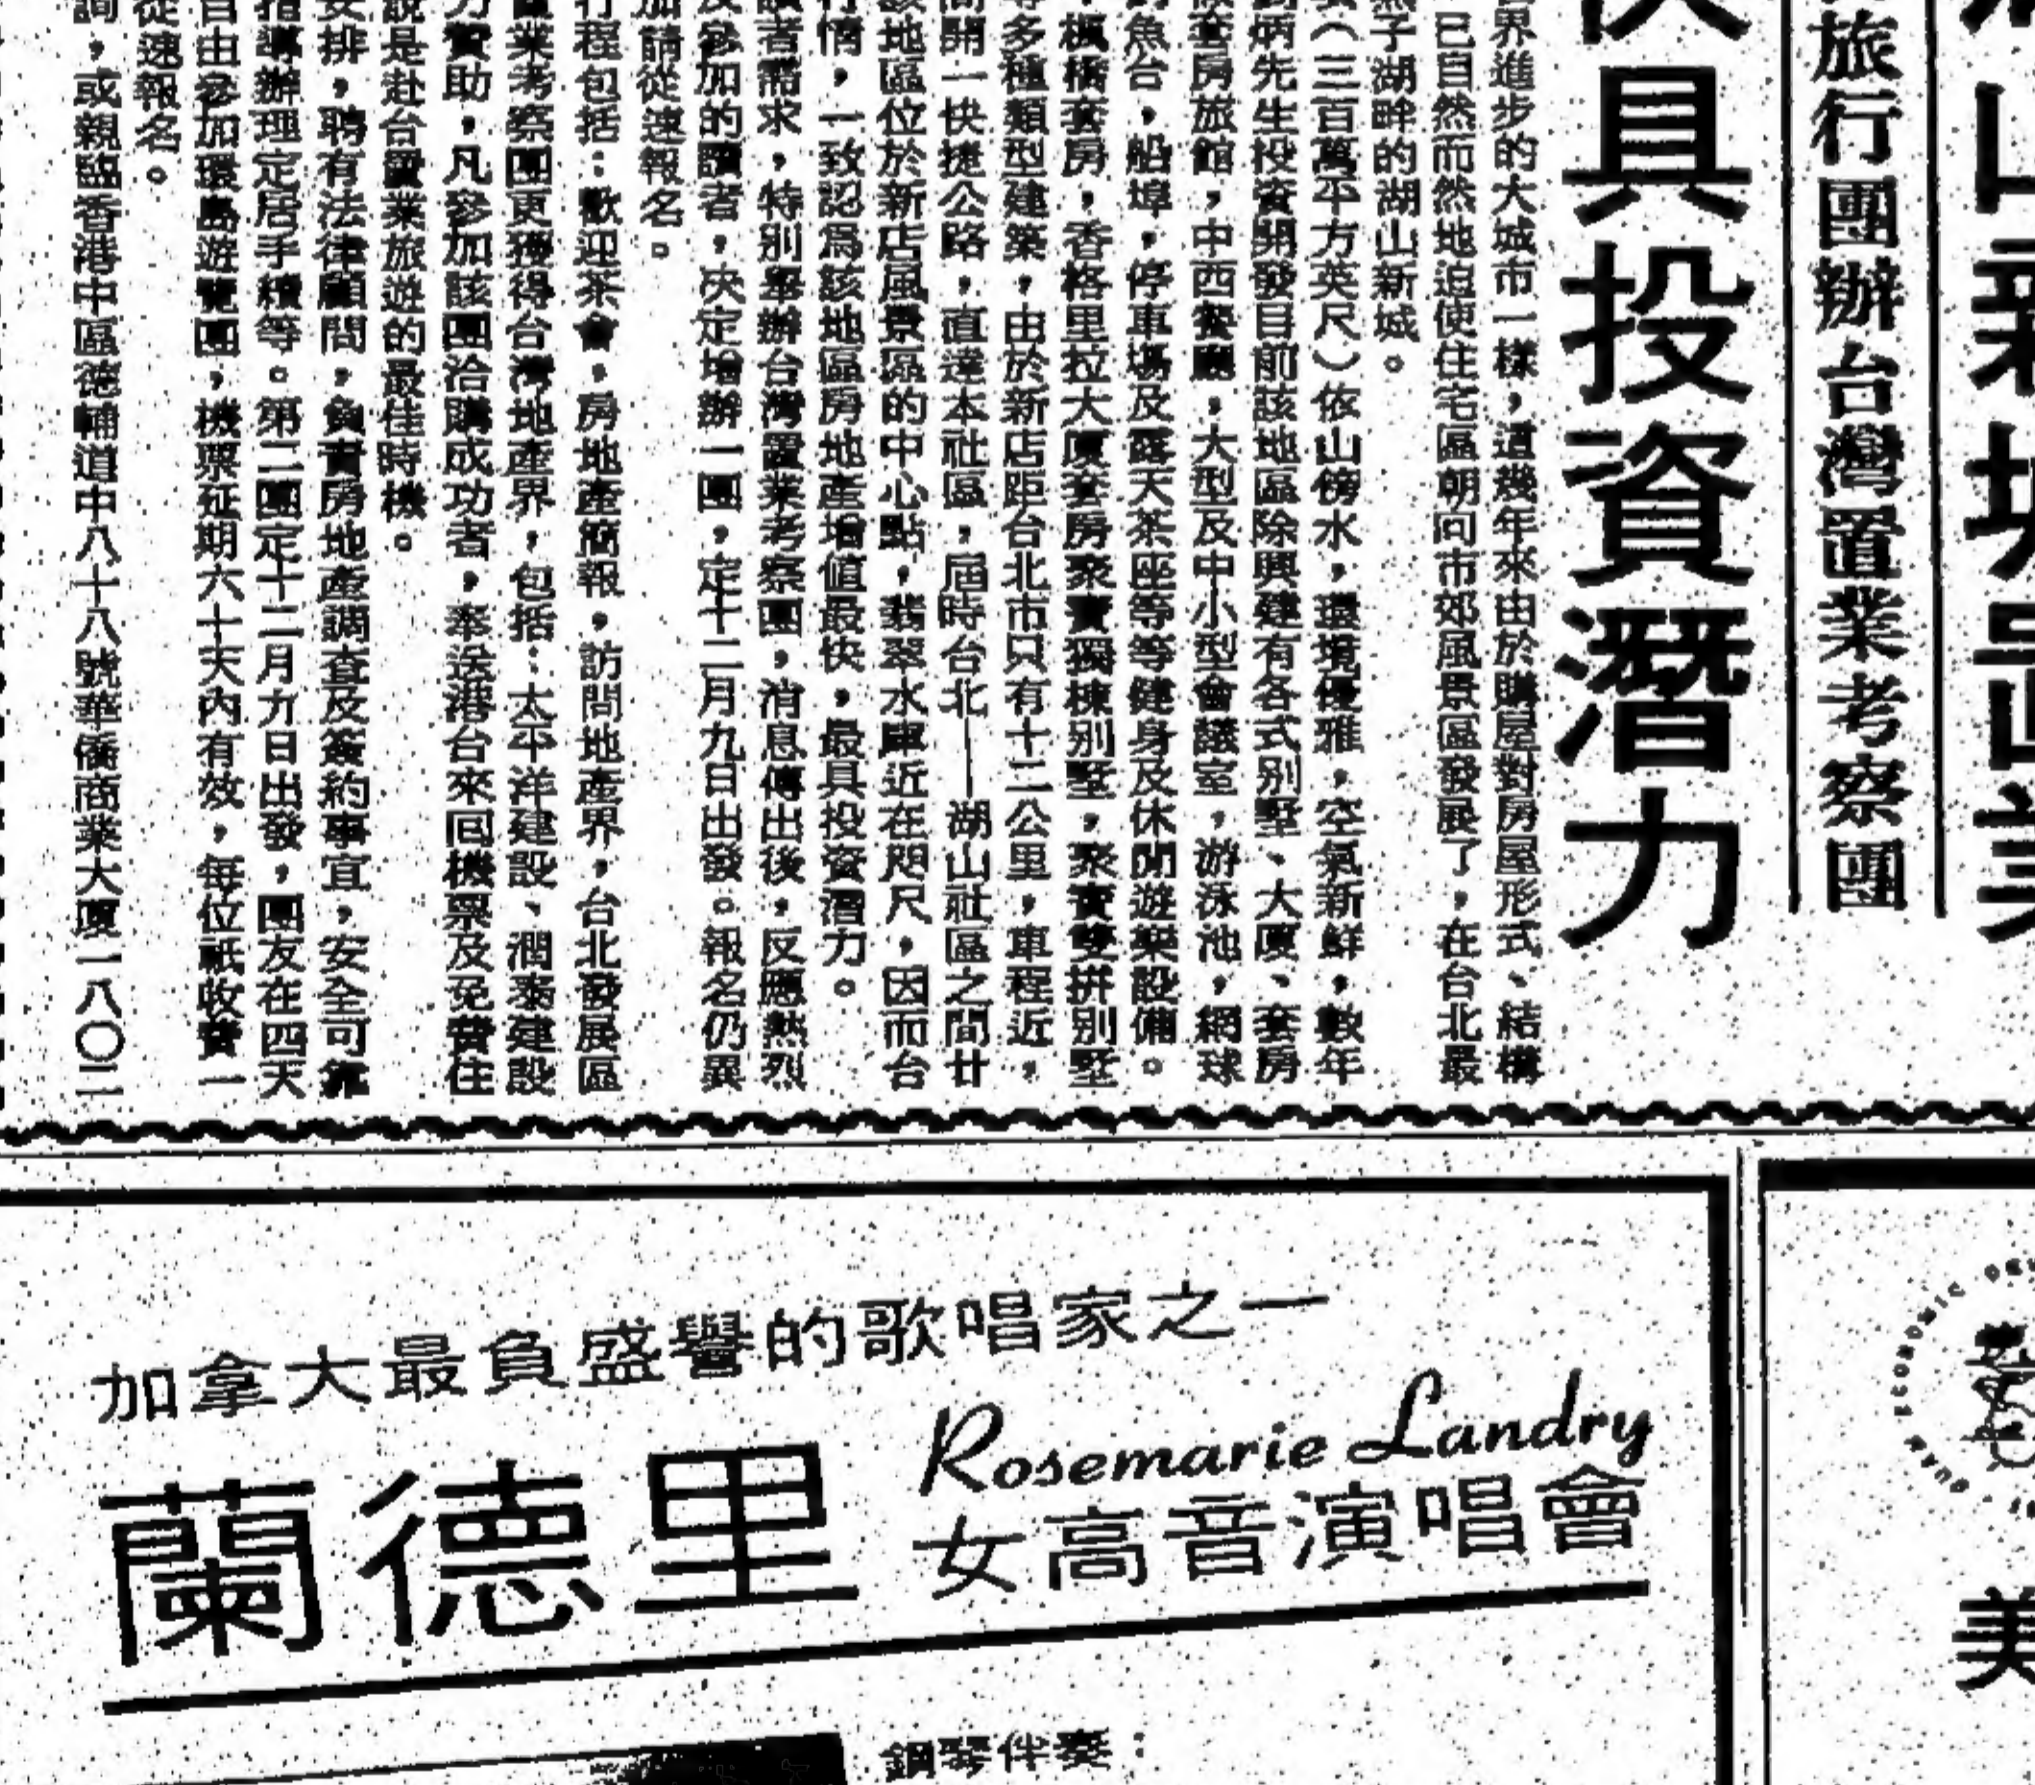 山新城
最具投資潛力
旅行團辦台灣置業考察團
界進步的大城市一樣，這幾年來由於購屋對房屋形式、結構
已自然而然地迫使住宅區朝向市郊風景區發展了，在台北最
燕子湖畔的湖山新城。
（三百萬平方英尺）依山傍水，環境優雅，空氣新鮮，數年
炳先生投資開發目前該地區除興建有各式別墅、大廈、套房
套房旅館，中西餐廳，大型及中小型會議室，游泳池，網球
釣魚台，船埠，停車場及露天茶座等等健身及休閒遊樂設備。
楓橋套房，香格里拉大廈套房聚寶獨棟別墅，聚寶雙拼別墅
等多種類型建築，由於新店距台北市只有十二公里，車程近，
間開一快捷公路，直達本社區，屆時台北——湖山社區之間廿
該地區位於新店風景區的中心點，翡翠水庫近在咫尺，因而台
行情，一致認為該地區房地產增值最快，最具投資潛力。
讀者需求，特別舉辦台灣置業考察團，消息傳出後，反應熱烈
參加的讀者，決定增辦一團，定十二月九日出發。報名仍異
加請從速報名。
行程包括：歡迎茶會，房地產簡報，訪問地產界，台北發展區
置業考察團更獲得台灣地產界，包括：太平洋建設、潤泰建設
力資助，凡參加該團洽購成功者，奉送港台來回機票及免費住
說是赴台置業旅遊的最佳時機。
安排，聘有法律顧問，負責房地產調查及簽約事宜，安全可靠
指導辦理定居手續等。第二團定十二月九日出發，團友在四天
自由參加環島遊覽團，機票延期六十天內有效，每位祇收費一
從速報名。
詢，或親臨香港中區德輔道中八十八號華僑商業大廈一八〇二
加拿大最負盛譽的歌唱家之一
Rosemarie Landry
蘭德里 女高音演唱會
鋼琴伴奏：
ECONOMIC
美